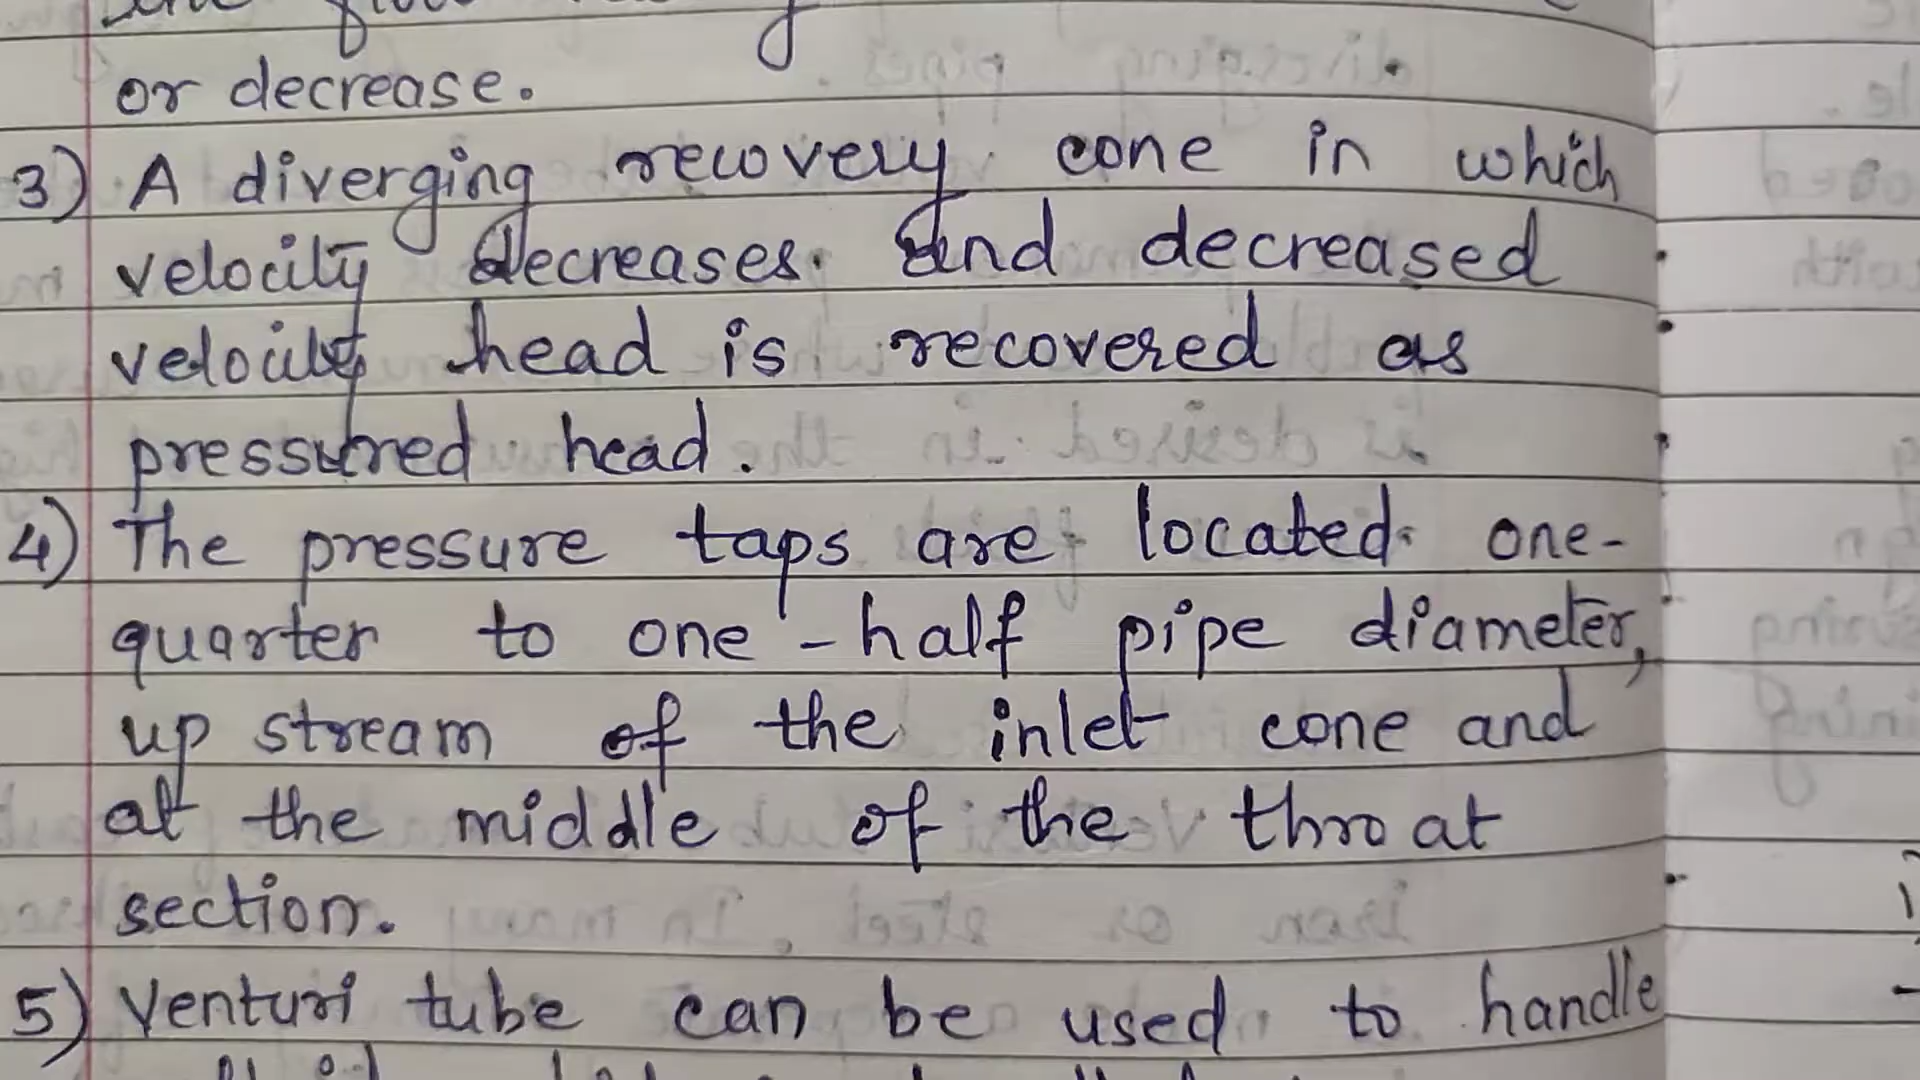 or decrease.
3) A diverging recovery cone in which
velocity decreases. And decreased
velocity head is recovered as
pressured head.
4) The pressure taps are located one-
quarter to one-half pipe diameter,
up stream of the inlet cone and
at the middle of the throat
section.
5) Venturi tube can be used to handle